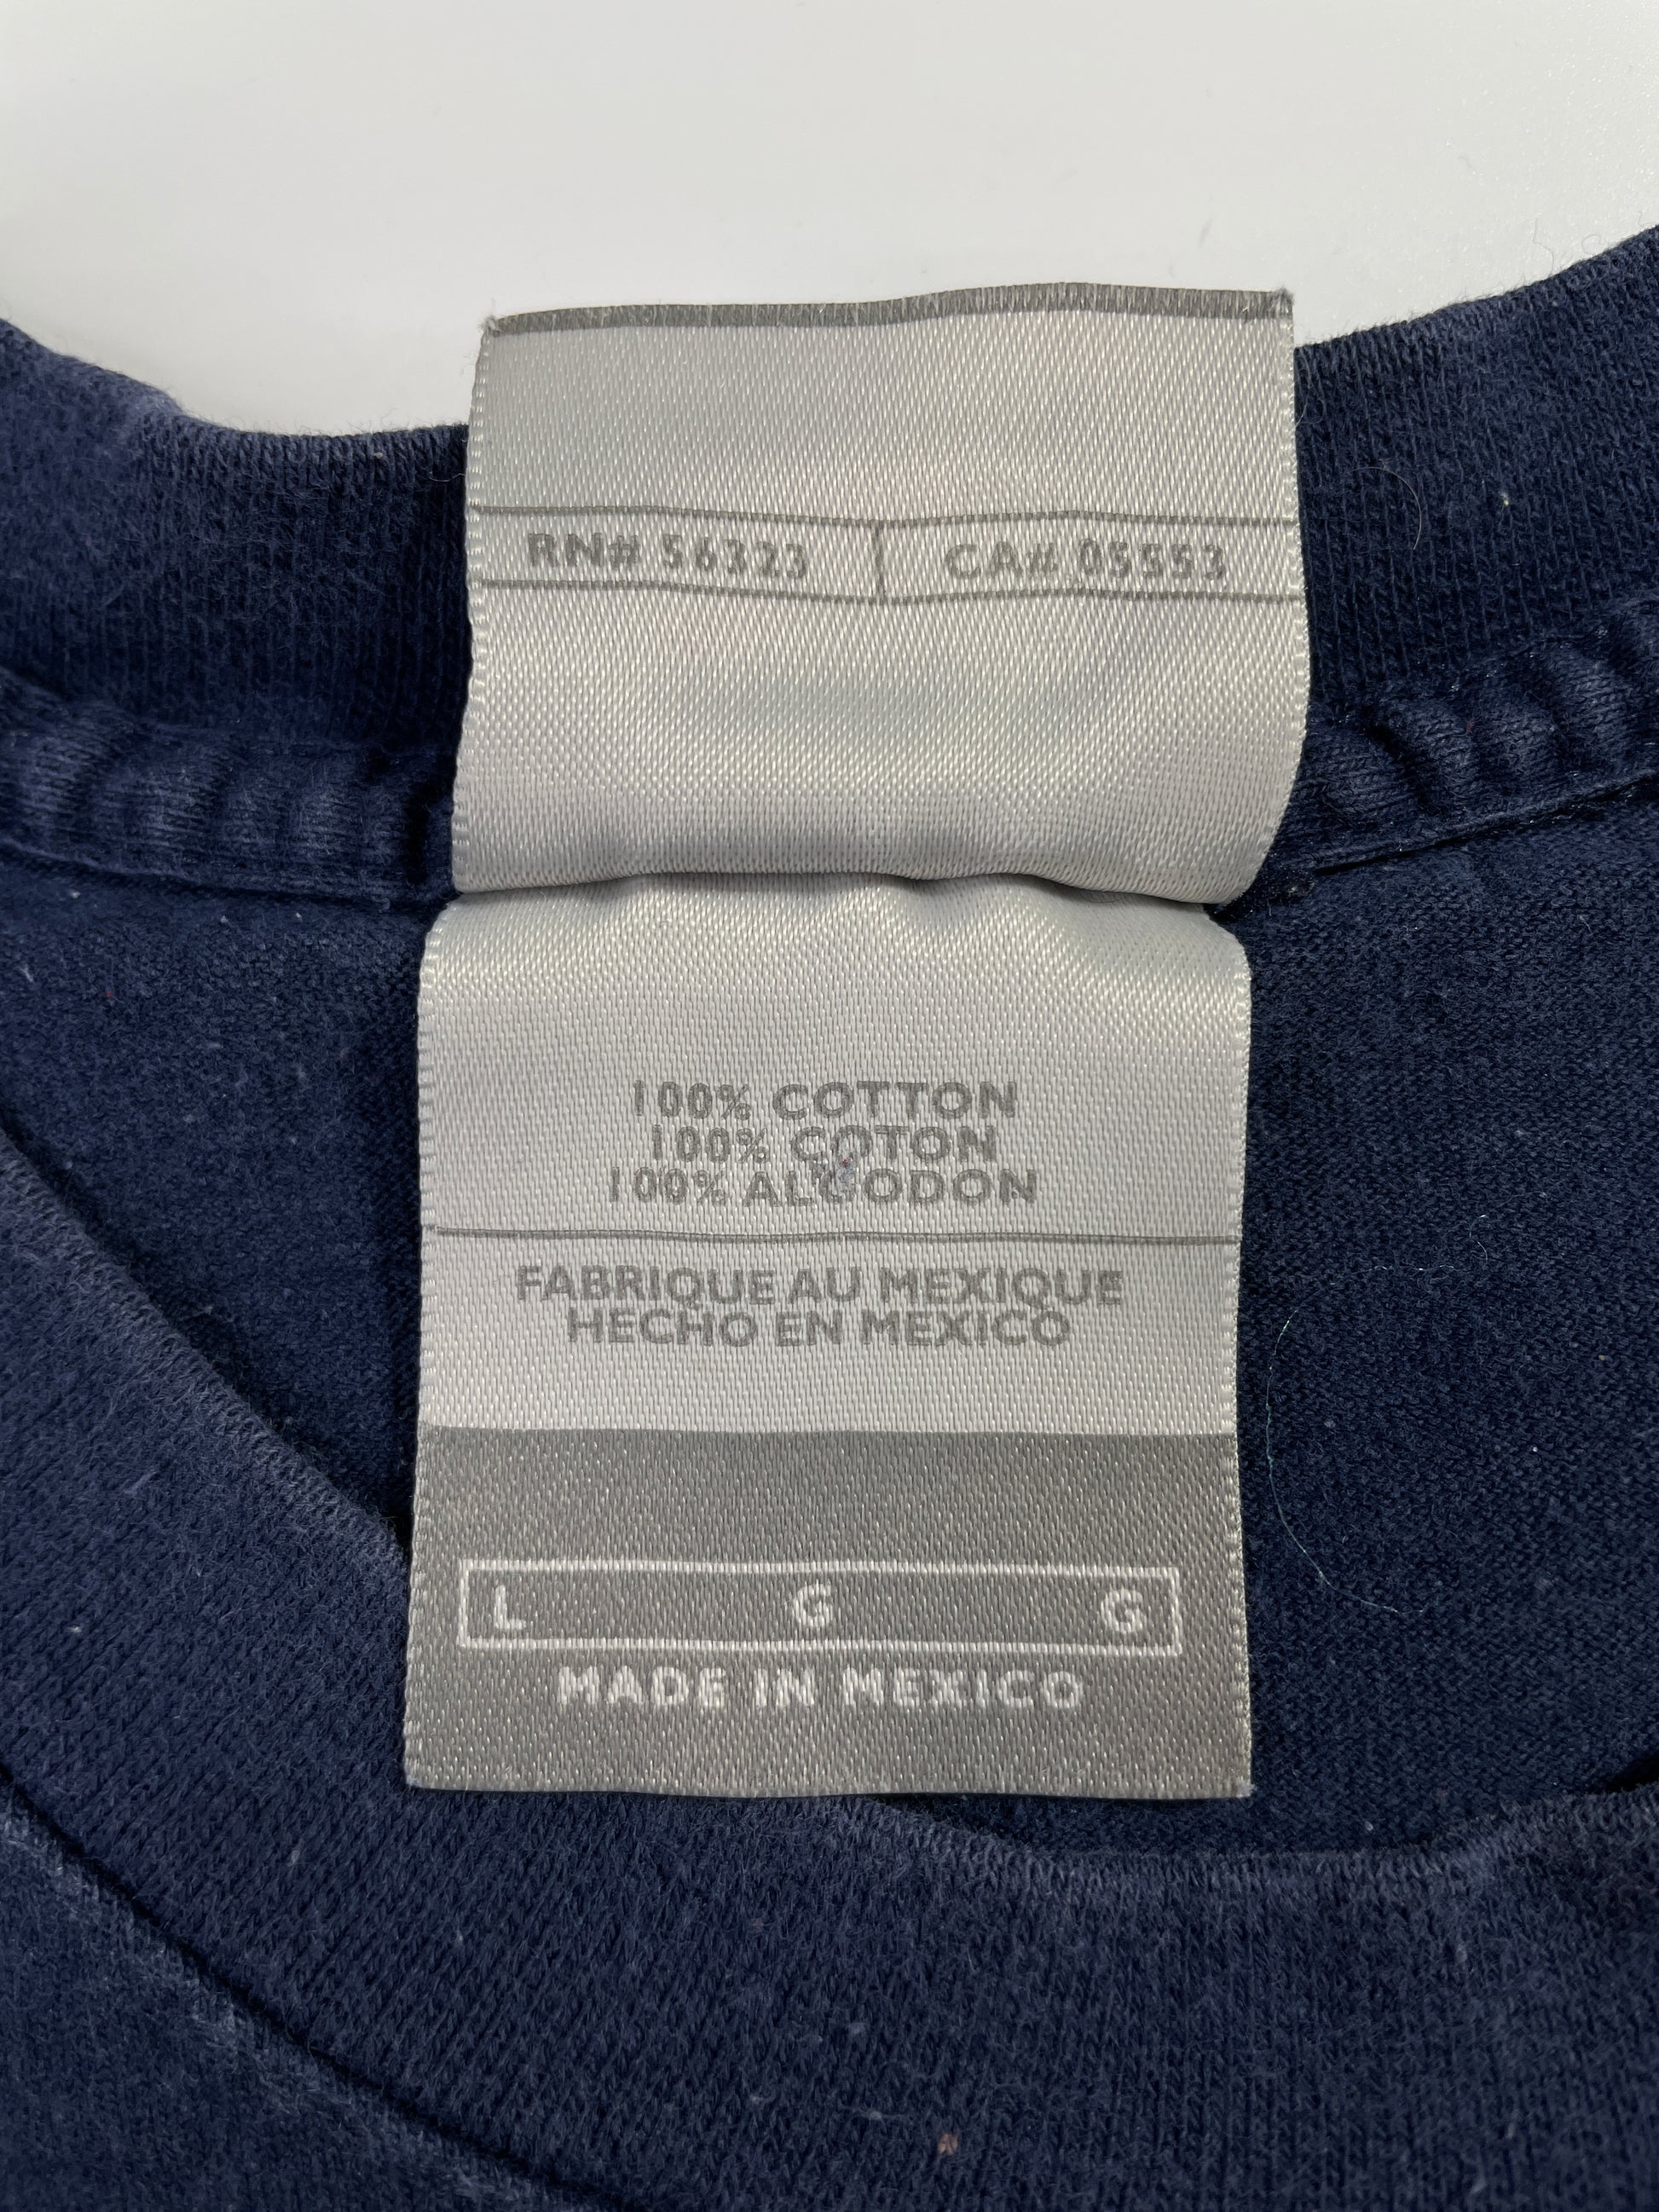 RN# 56323 CA# 05553
100% COTTON
100% COTON
100% ALGODON
FABRIQUE AU MEXIQUE
HECHO EN MEXICO
L G G
MADE IN MEXICO